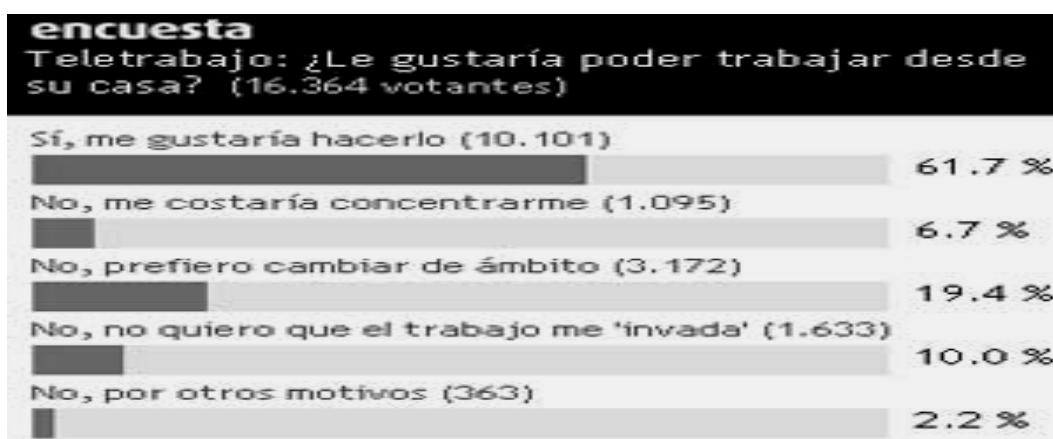 encuesta
Teletrabajo: ¿Le gustaría poder trabajar desde
su casa? (16.364 votantes)
Sí, me gustaría hacerlo (10.101)
61.7 %
No, me costaría concentrarme (1.095)
6.7 %
No, prefiero cambiar de ámbito (3.172)
19.4 %
No, no quiero que el trabajo me 'invada' (1.633)
10.0 %
No, por otros motivos (363)
2.2 %